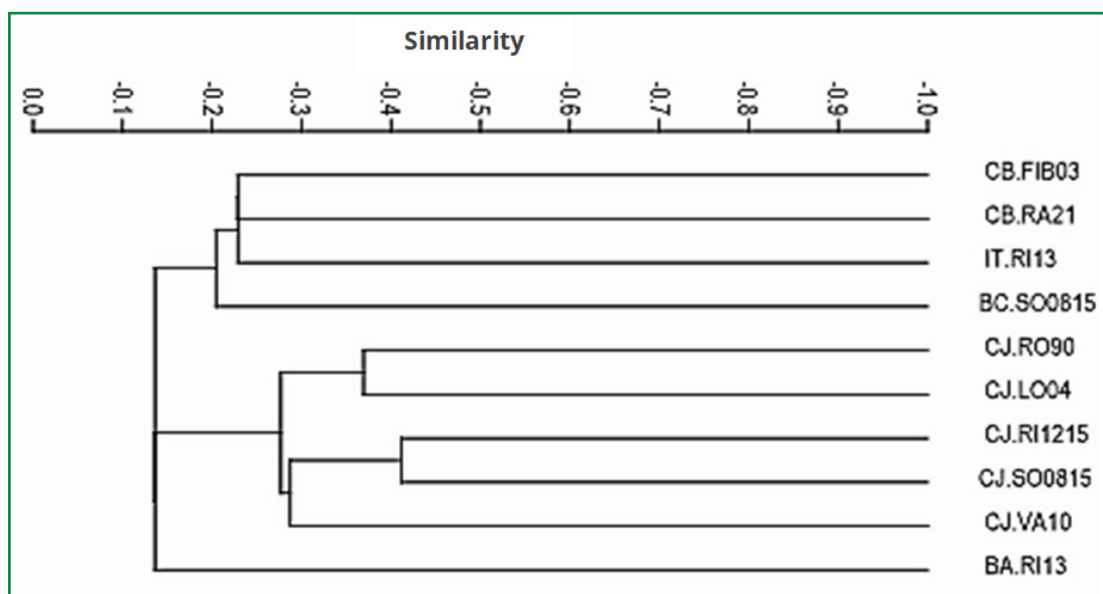 Similarity
0.0 -0.1 -0.2 -0.3 -0.4 -0.5 -0.6 -0.7 -0.8 -0.9 -1.0
CB.FIB03
CB.RA21
IT.RI13
BC.SO0815
CJ.RO90
CJ.LO04
CJ.RI1215
CJ.SO0815
CJ.VA10
BA.RI13